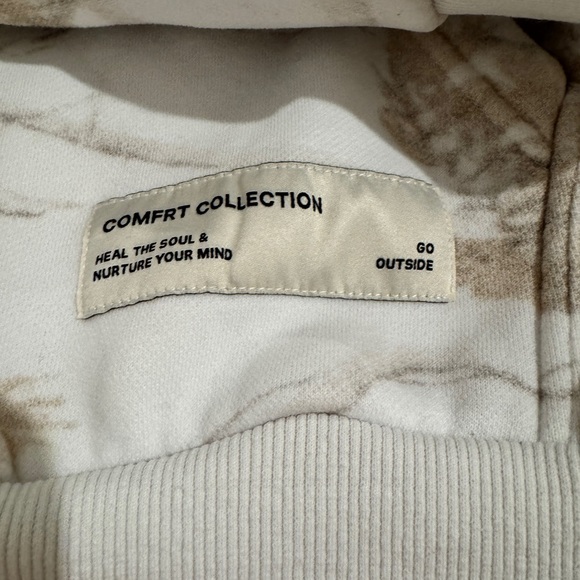 COMFRT COLLECTION
HEAL THE SOUL &
NURTURE YOUR MIND
GO
OUTSIDE